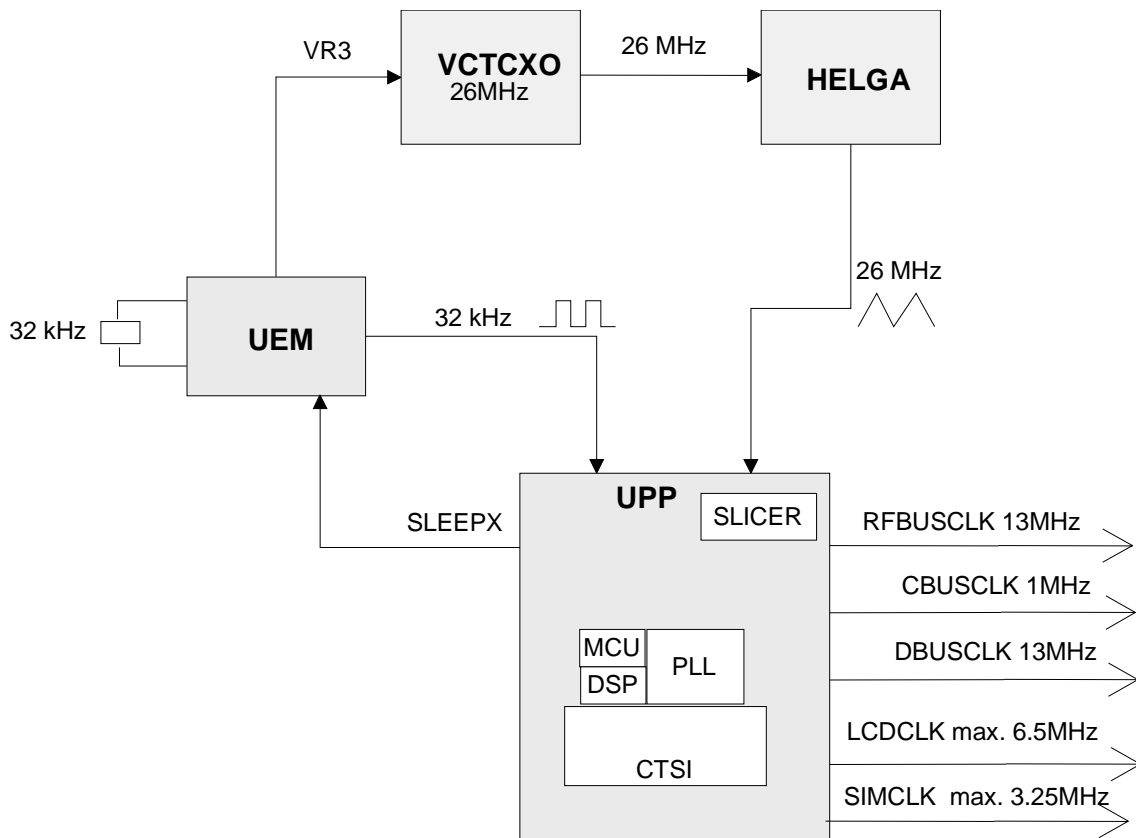 VR3
VCTCXO
26MHz
26 MHz
HELGA
26 MHz
32 kHz
UEM
32 kHz
SLEEPX
UPP
SLICER
MCU
DSP
PLL
CTSI
RFBUSCLK 13MHz
CBUSCLK 1MHz
DBUSCLK 13MHz
LCDCLK max. 6.5MHz
SIMCLK max. 3.25MHz